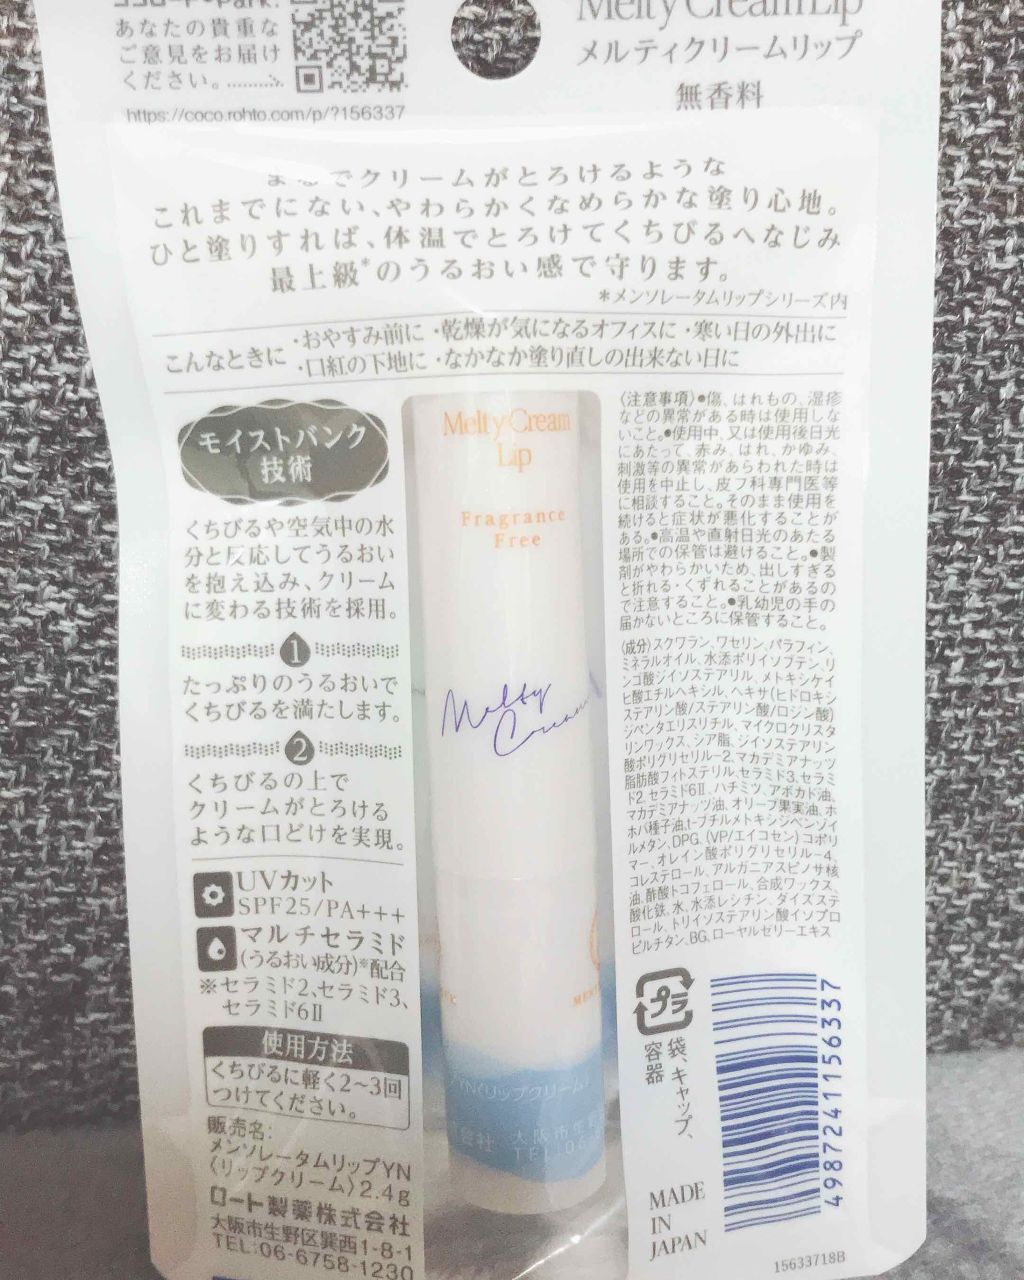 あなたの貴重な
ご意見をお届け
ください。
https://coco.rohto.com/p/?156337
Melty Cream Lip
メルティクリームリップ
無香料
まるでクリームがとろけるような
これまでにない、やわらかくなめらかな塗り心地。
ひと塗りすれば、体温でとろけてくちびるへなじみ
最上級*のうるおい感で守ります。
*メンソレータムリップシリーズ内
こんなときに
・おやすみ前に ・乾燥が気になるオフィスに ・寒い日の外出に
・口紅の下地に ・なかなか塗り直しの出来ない日に
モイストバンク
技術
くちびるや空気中の水
分と反応してうるおい
を抱え込み、クリーム
に変わる技術を採用。
1
たっぷりのうるおいで
くちびるを満たします。
2
くちびるの上で
クリームがとろける
ような口どけを実現。
UVカット
SPF25/PA+++
マルチセラミド
(うるおい成分)※配合
※セラミド2、セラミド3、
セラミド6Ⅱ
使用方法
くちびるに軽く2〜3回
つけてください。
販売名:
メンソレータムリップYN
(リップクリーム)2.4g
ロート製薬株式会社
大阪市生野区巽西1-8-1
TEL:06-6758-1230
Melty Cream
Lip
Fragrance
Free
Melty
Cream
YN(リップクリーム)
大阪市生野
TEL:06
〈注意事項〉●傷、はれもの、湿疹
などの異常がある時は使用しな
いこと。●使用中、又は使用後日光
にあたって、赤み、はれ、かゆみ、
刺激等の異常があらわれた時は
使用を中止し、皮フ科専門医等
に相談すること。そのまま使用を
続けると症状が悪化することが
ある。●高温や直射日光のあたる
場所での保管は避けること。●製
剤がやわらかいため、出しすぎる
と折れる・くずれることがあるの
で注意すること。●乳幼児の手の
届かないところに保管すること。
〈成分〉スクワラン、ワセリン、パラフィン、
ミネラルオイル、水添ポリイソブテン、リ
ンゴ酸ジイソステアリル、メトキシケイ
ヒ酸エチルヘキシル、ヘキサ(ヒドロキシ
ステアリン酸/ステアリン酸/ロジン酸)
ジペンタエリスリチル、マイクロクリスタ
リンワックス、シア脂、ジイソステアリン
酸ポリグリセリル-2、マカデミアナッツ
脂肪酸フィトステリル、セラミド3、セラミ
ド2、セラミド6Ⅱ、ハチミツ、アボカド油、
マカデミアナッツ油、オリーブ果実油、ホ
ホバ種子油、t-ブチルメトキシジベンゾイ
ルメタン、DPG、(VP/エイコセン)コポリ
マー、オレイン酸ポリグリセリル-4、
コレステロール、アルガニアスピノサ核
油、酢酸トコフェロール、合成ワックス、
酸化鉄、水、水添レシチン、ダイズステ
ロール、トリイソステアリン酸イソプロ
ピルチタン、BG、ローヤルゼリーエキス
プラ
袋、キャップ、
容器
MADE
IN
JAPAN
4987241156337
15633718B